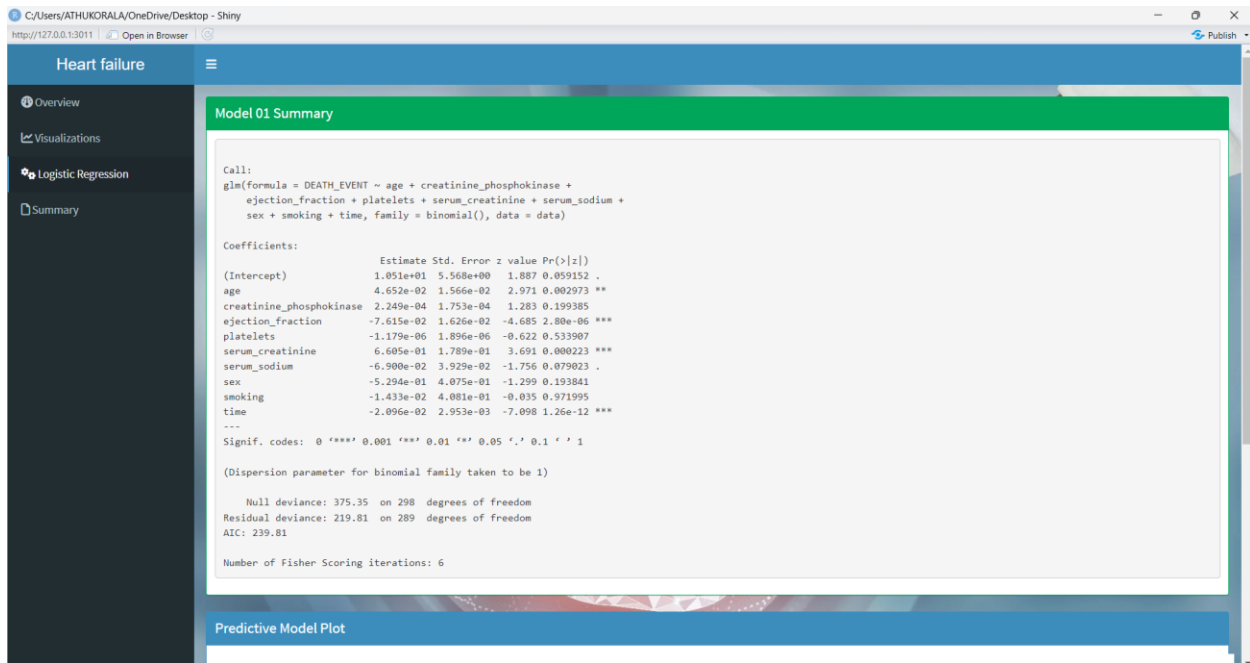 C:/Users/ATHUKORALA/OneDrive/Desktop - Shiny
http://127.0.0.1:3011 Open in Browser Publish
Heart failure
Overview
Visualizations
Logistic Regression
Summary
Model 01 Summary
Call:
glm(formula = DEATH_EVENT ~ age + creatinine_phosphokinase +
    ejection_fraction + platelets + serum_creatinine + serum_sodium +
    sex + smoking + time, family = binomial(), data = data)
Coefficients:
                           Estimate Std. Error z value Pr(>|z|)
(Intercept)               1.051e+01  5.568e+00   1.887 0.059152 .
age                       4.652e-02  1.566e-02   2.971 0.002973 **
creatinine_phosphokinase  2.249e-04  1.753e-04   1.283 0.199385
ejection_fraction        -7.615e-02  1.626e-02  -4.685 2.80e-06 ***
platelets                -1.179e-06  1.896e-06  -0.622 0.533907
serum_creatinine          6.605e-01  1.789e-01   3.691 0.000223 ***
serum_sodium             -6.900e-02  3.929e-02  -1.756 0.079023 .
sex                      -5.294e-01  4.075e-01  -1.299 0.193841
smoking                  -1.433e-02  4.081e-01  -0.035 0.971995
time                     -2.096e-02  2.953e-03  -7.098 1.26e-12 ***
---
Signif. codes:  0 ‘***’ 0.001 ‘**’ 0.01 ‘*’ 0.05 ‘.’ 0.1 ‘ ’ 1
(Dispersion parameter for binomial family taken to be 1)
    Null deviance: 375.35  on 298  degrees of freedom
Residual deviance: 219.81  on 289  degrees of freedom
AIC: 239.81
Number of Fisher Scoring iterations: 6
Predictive Model Plot